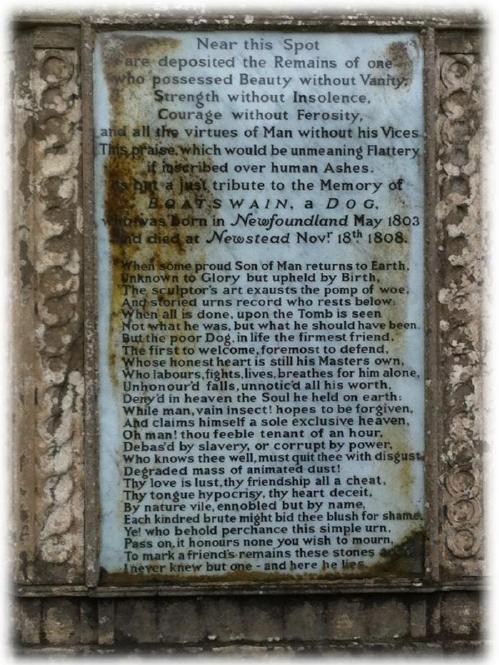 Near this Spot
are deposited the Remains of one
who possessed Beauty without Vanity,
Strength without Insolence,
Courage without Ferosity,
and all the virtues of Man without his Vices
This praise, which would be unmeaning Flattery
if inscribed over human Ashes.
is but a just tribute to the Memory of
BOATSWAIN, a DOG,
who was born in Newfoundland May 1803
and died at Newstead Novr 18th 1808.
When some proud Son of Man returns to Earth,
Unknown to Glory but upheld by Birth,
The sculptor's art exausts the pomp of woe,
And storied urns record who rests below:
When all is done, upon the Tomb is seen
Not what he was, but what he should have been.
But the poor Dog, in life the firmest friend,
The first to welcome, foremost to defend,
Whose honest heart is still his Masters own,
Who labours, fights, lives, breathes for him alone,
Unhonour'd falls, unnotic'd all his worth,
Deny'd in heaven the Soul he held on earth:
While man, vain insect! hopes to be forgiven,
And claims himself a sole exclusive heaven,
Oh man! thou feeble tenant of an hour,
Debas'd by slavery, or corrupt by power,
Who knows thee well, must quit thee with disgust,
Degraded mass of animated dust!
Thy love is lust, thy friendship all a cheat,
Thy tongue hypocrisy, thy heart deceit,
By nature vile, ennobled but by name,
Each kindred brute might bid thee blush for shame,
Ye! who behold perchance this simple urn,
Pass on, it honours none you wish to mourn,
To mark a friend's remains these stones
I never knew but one - and here he lies.